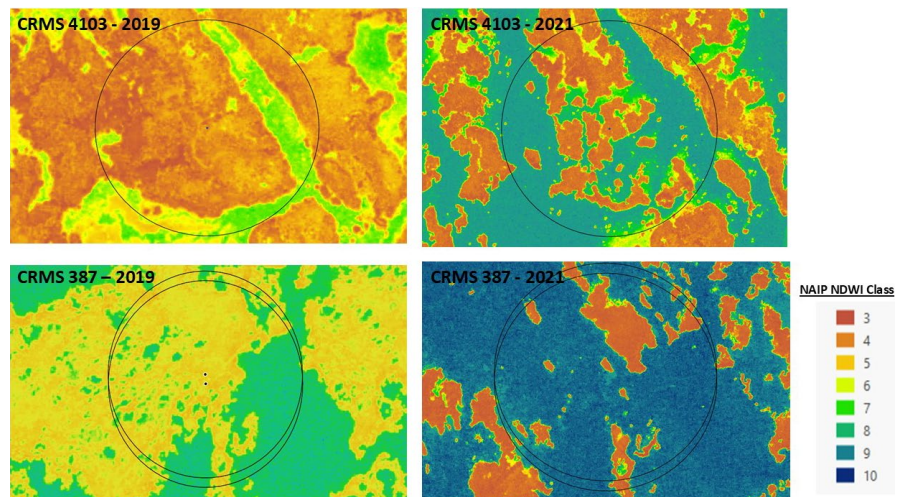 CRMS 4103 - 2019
CRMS 4103 - 2021
CRMS 387 – 2019
CRMS 387 - 2021
NAIP NDWI Class
3
4
5
6
7
8
9
10